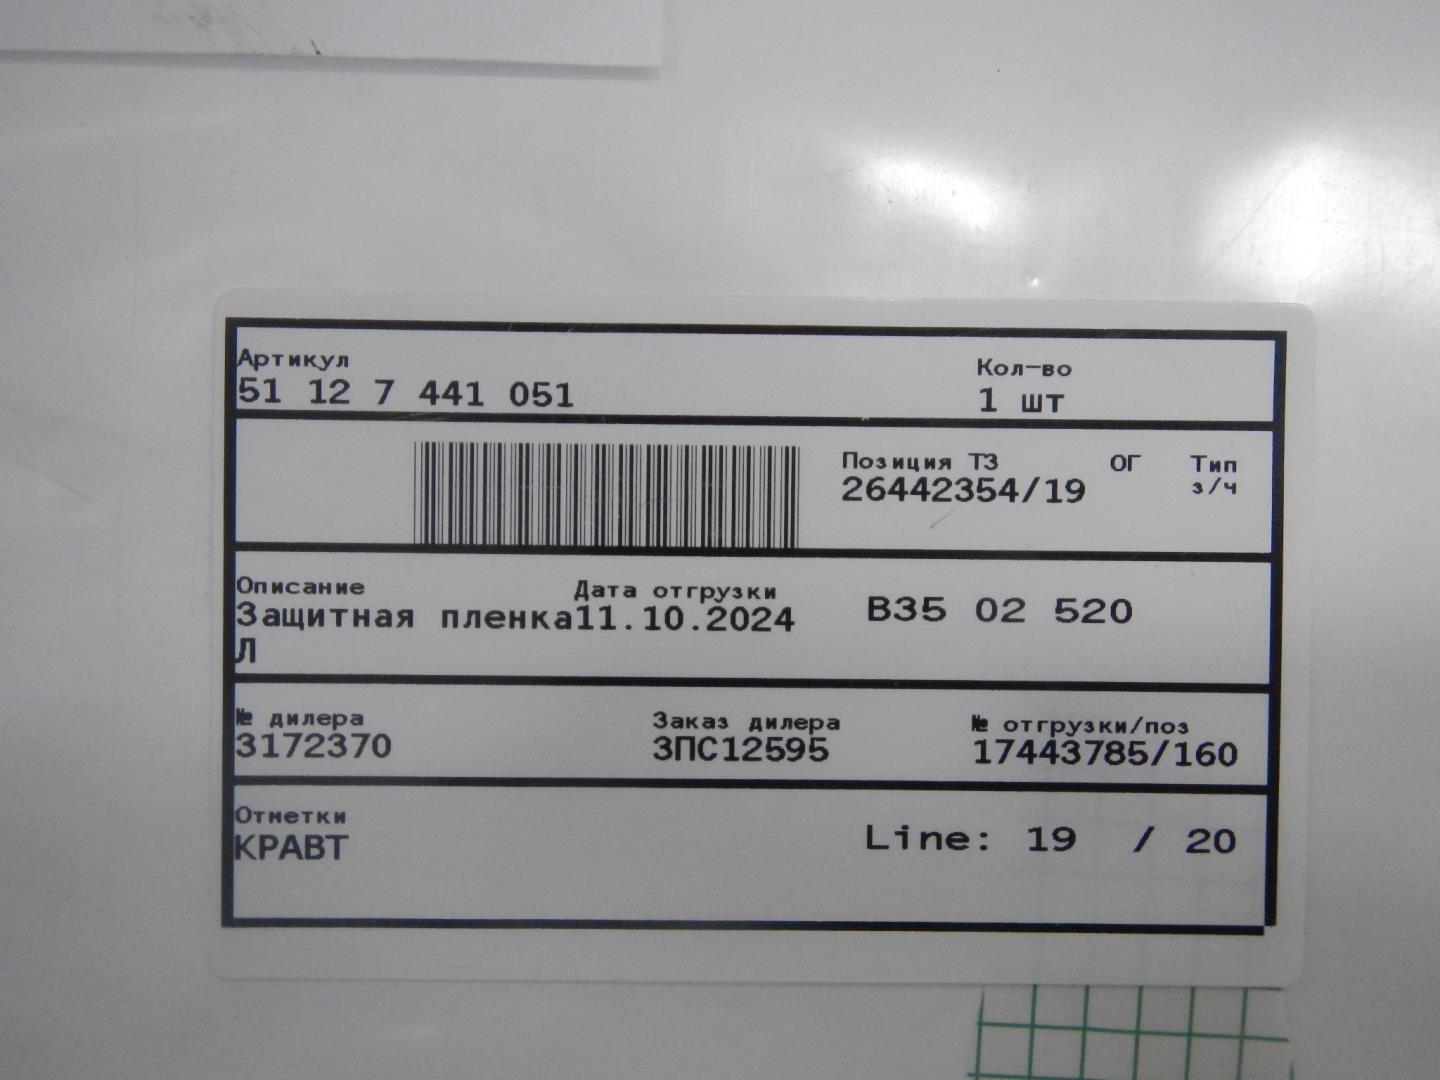 Артикул
51 12 7 441 051
Кол-во
1 шт
Позиция ТЗ ОГ Тип
26442354/19 з/ч
Описание
Защитная пленка
Л
Дата отгрузки
11.10.2024
B35 02 520
№ дилера
3172370
Заказ дилера
ЗПС12595
№ отгрузки/поз
17443785/160
Отметки
КРАВТ
Line: 19 / 20